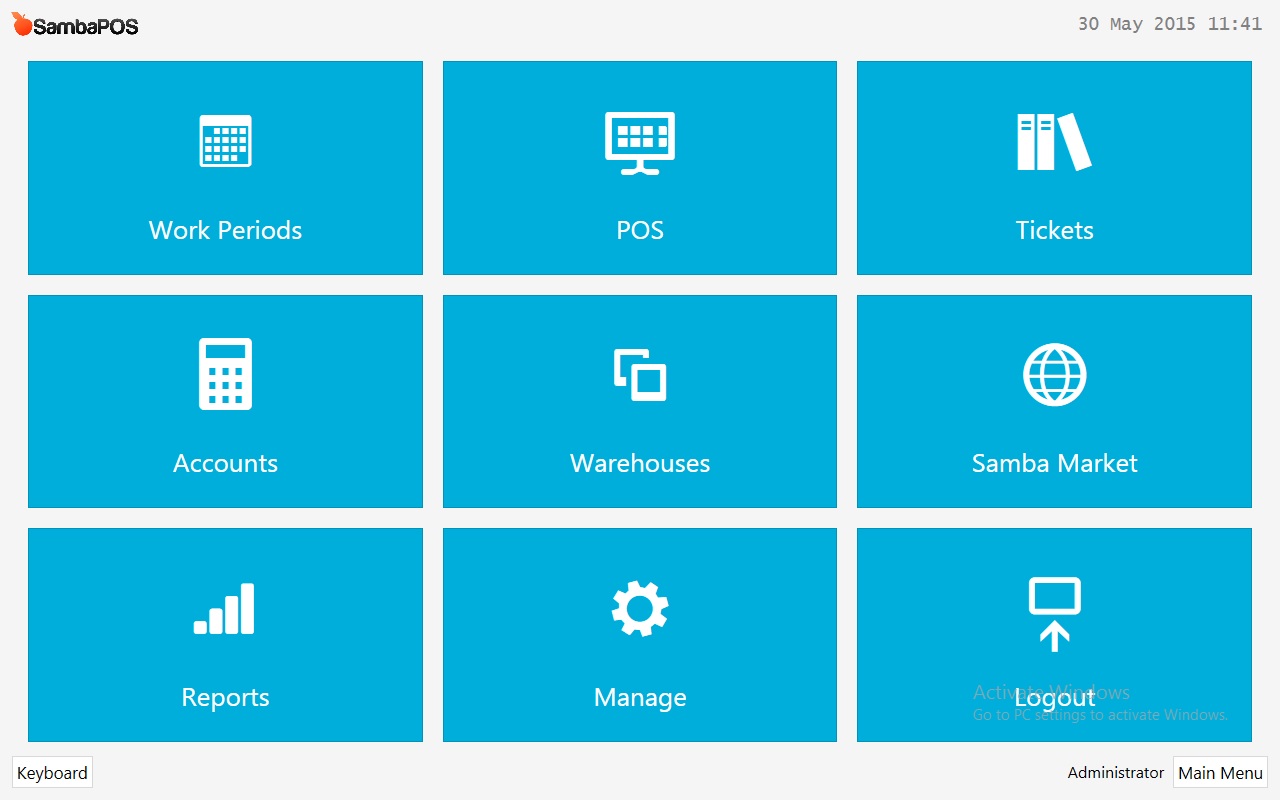 SambaPOS
30 May 2015 11:41
Work Periods
POS
Tickets
Accounts
Warehouses
Samba Market
Reports
Manage
Logout
Activate Windows
Go to PC settings to activate Windows.
Keyboard
Administrator
Main Menu